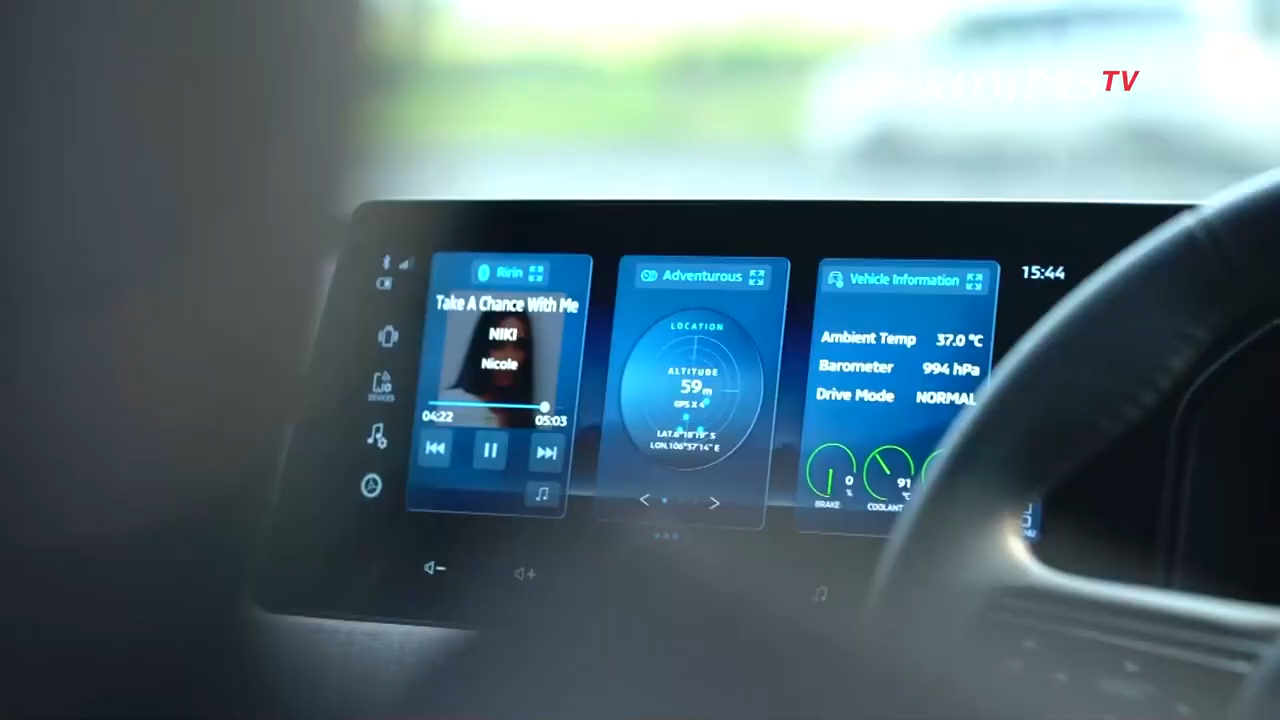 TV
15:44
Ririn
Take A Chance With Me
NIKI
Nicole
04:22
05:03
DEVICES
Adventurous
LOCATION
ALTITUDE
59 m
GPS X 4
LON.106°37'14" E
Vehicle Information
Ambient Temp 37.0 °C
Barometer 994 hPa
Drive Mode NORMAL
0
%
BRAKE
91
°C
COOLANT